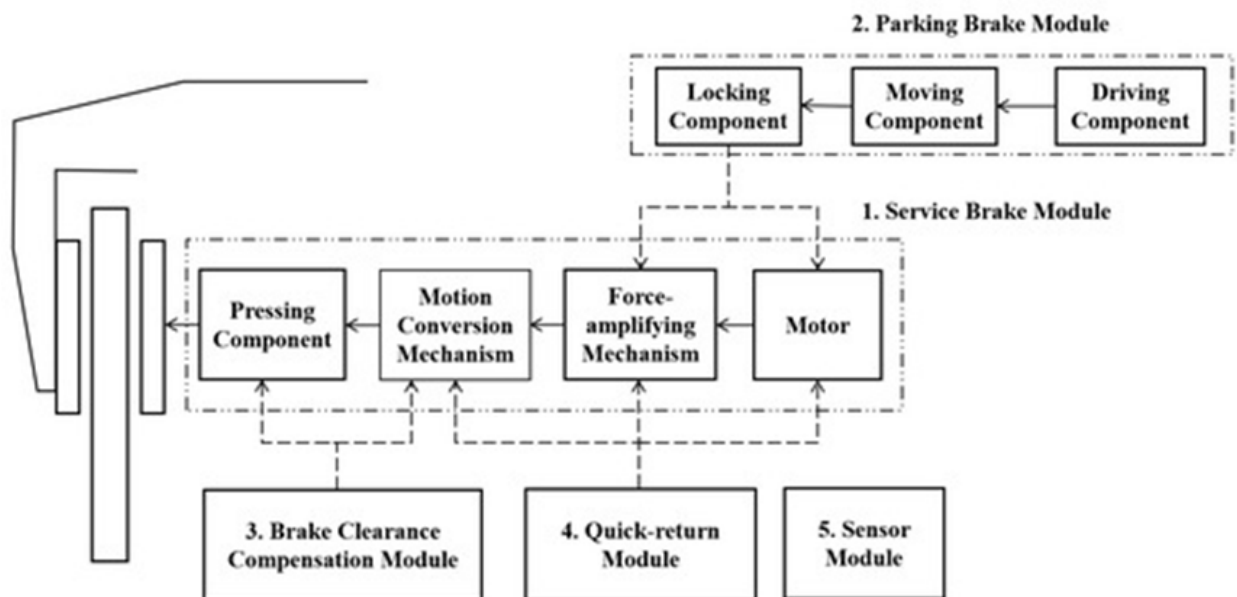 2. Parking Brake Module
Locking
Component
Moving
Component
Driving
Component
1. Service Brake Module
Pressing
Component
Motion
Conversion
Mechanism
Force-
amplifying
Mechanism
Motor
3. Brake Clearance
Compensation Module
4. Quick-return
Module
5. Sensor
Module